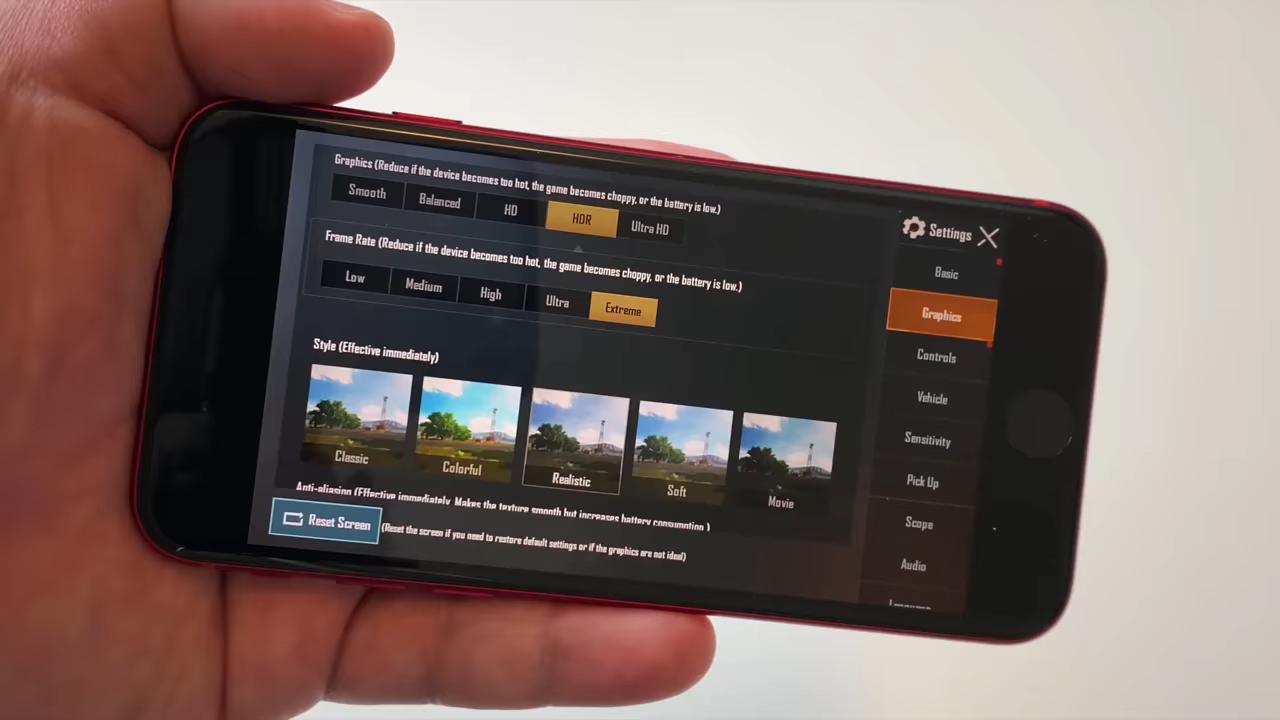 Graphics (Reduce if the device becomes too hot, the game becomes choppy, or the battery is low.)
Smooth Balanced HD HDR Ultra HD
Frame Rate (Reduce if the device becomes too hot, the game becomes choppy, or the battery is low.)
Low Medium High Ultra Extreme
Style (Effective immediately)
Classic Colorful Realistic Soft Movie
Anti-aliasing (Effective immediately. Makes the texture smooth but increases battery consumption.)
Reset Screen (Reset the screen if you need to restore default settings or if the graphics are not ideal)
Settings
Basic
Graphics
Controls
Vehicle
Sensitivity
Pick Up
Scope
Audio